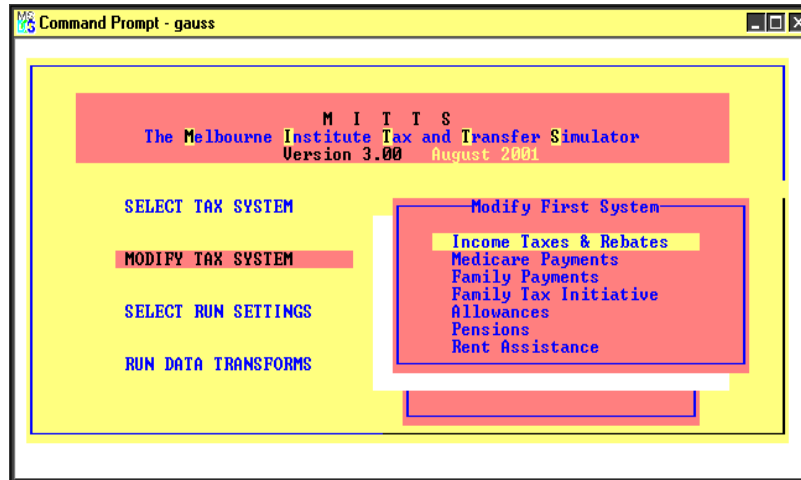 Command Prompt - gauss
M I T T S
The Melbourne Institute Tax and Transfer Simulator
Version 3.00 August 2001
SELECT TAX SYSTEM
MODIFY TAX SYSTEM
SELECT RUN SETTINGS
RUN DATA TRANSFORMS
Modify First System
Income Taxes & Rebates
Medicare Payments
Family Payments
Family Tax Initiative
Allowances
Pensions
Rent Assistance